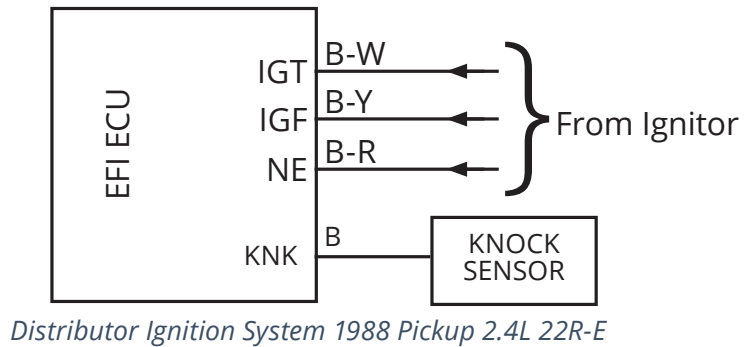 EFI ECU
IGT B-W
IGF B-Y
NE B-R
From Ignitor
KNK B
KNOCK
SENSOR
Distributor Ignition System 1988 Pickup 2.4L 22R-E